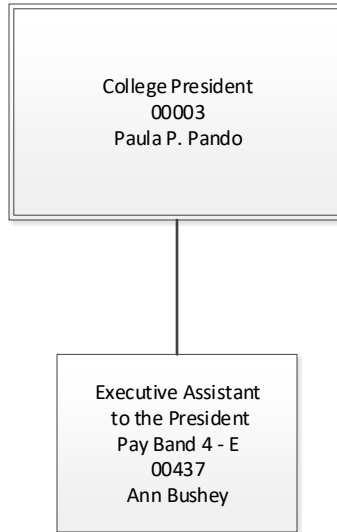 College President
00003
Paula P. Pando
Executive Assistant
to the President
Pay Band 4 - E
00437
Ann Bushey